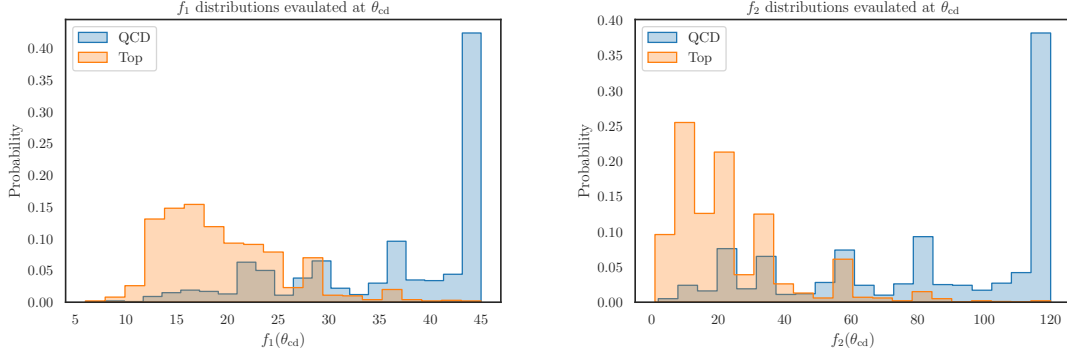 f₁ distributions evaulated at θcd
QCD
Top
Probability
0.40
0.35
0.30
0.25
0.20
0.15
0.10
0.05
0.00
5 10 15 20 25 30 35 40 45
f₁(θcd)
f₂ distributions evaulated at θcd
QCD
Top
Probability
0.40
0.35
0.30
0.25
0.20
0.15
0.10
0.05
0.00
0 20 40 60 80 100 120
f₂(θcd)